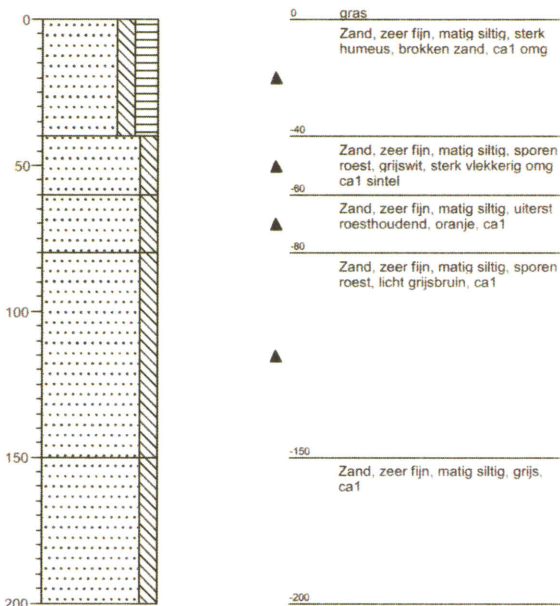 0
50
100
150
200
0 gras
Zand, zeer fijn, matig siltig, sterk
humeus, brokken zand, ca1 omg
-40
Zand, zeer fijn, matig siltig, sporen
roest, grijswit, sterk vlekkerig omg
ca1 sintel
-60
Zand, zeer fijn, matig siltig, uiterst
roesthoudend, oranje, ca1
-80
Zand, zeer fijn, matig siltig, sporen
roest, licht grijsbruin, ca1
-150
Zand, zeer fijn, matig siltig, grijs,
ca1
-200